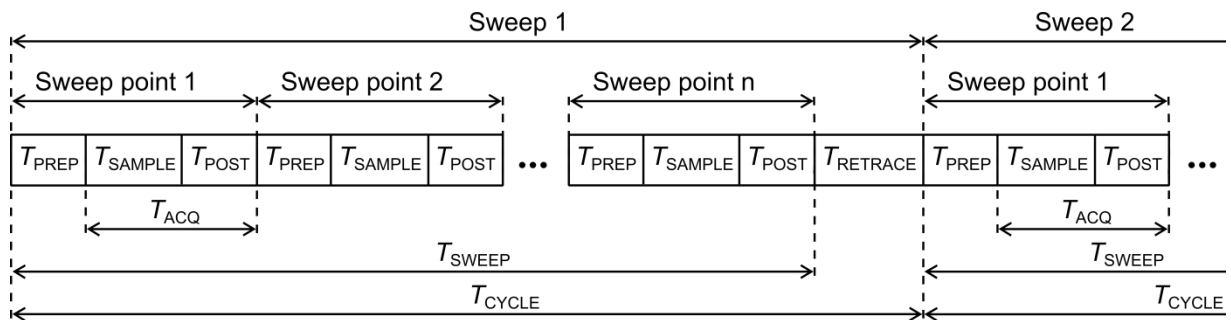 Sweep 1 Sweep 2
Sweep point 1 Sweep point 2 Sweep point n Sweep point 1
TPREP TSAMPLE TPOST TPREP TSAMPLE TPOST ... TPREP TSAMPLE TPOST TRETRACE TPREP TSAMPLE TPOST ...
TACQ TACQ
TSWEEP TSWEEP
TCYCLE TCYCLE